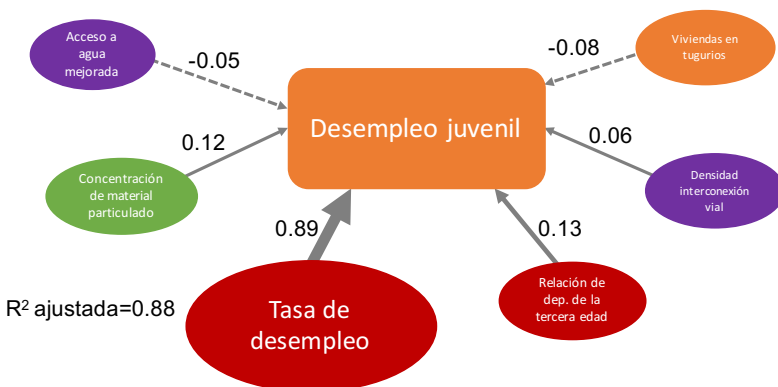 Acceso a
agua
mejorada
-0.05
-0.08
Viviendas en
tugurios
Desempleo juvenil
0.12
0.06
Concentración
de material
particulado
Densidad
interconexión
vial
0.89
0.13
R² ajustada=0.88
Tasa de
desempleo
Relación de
dep. de la
tercera edad